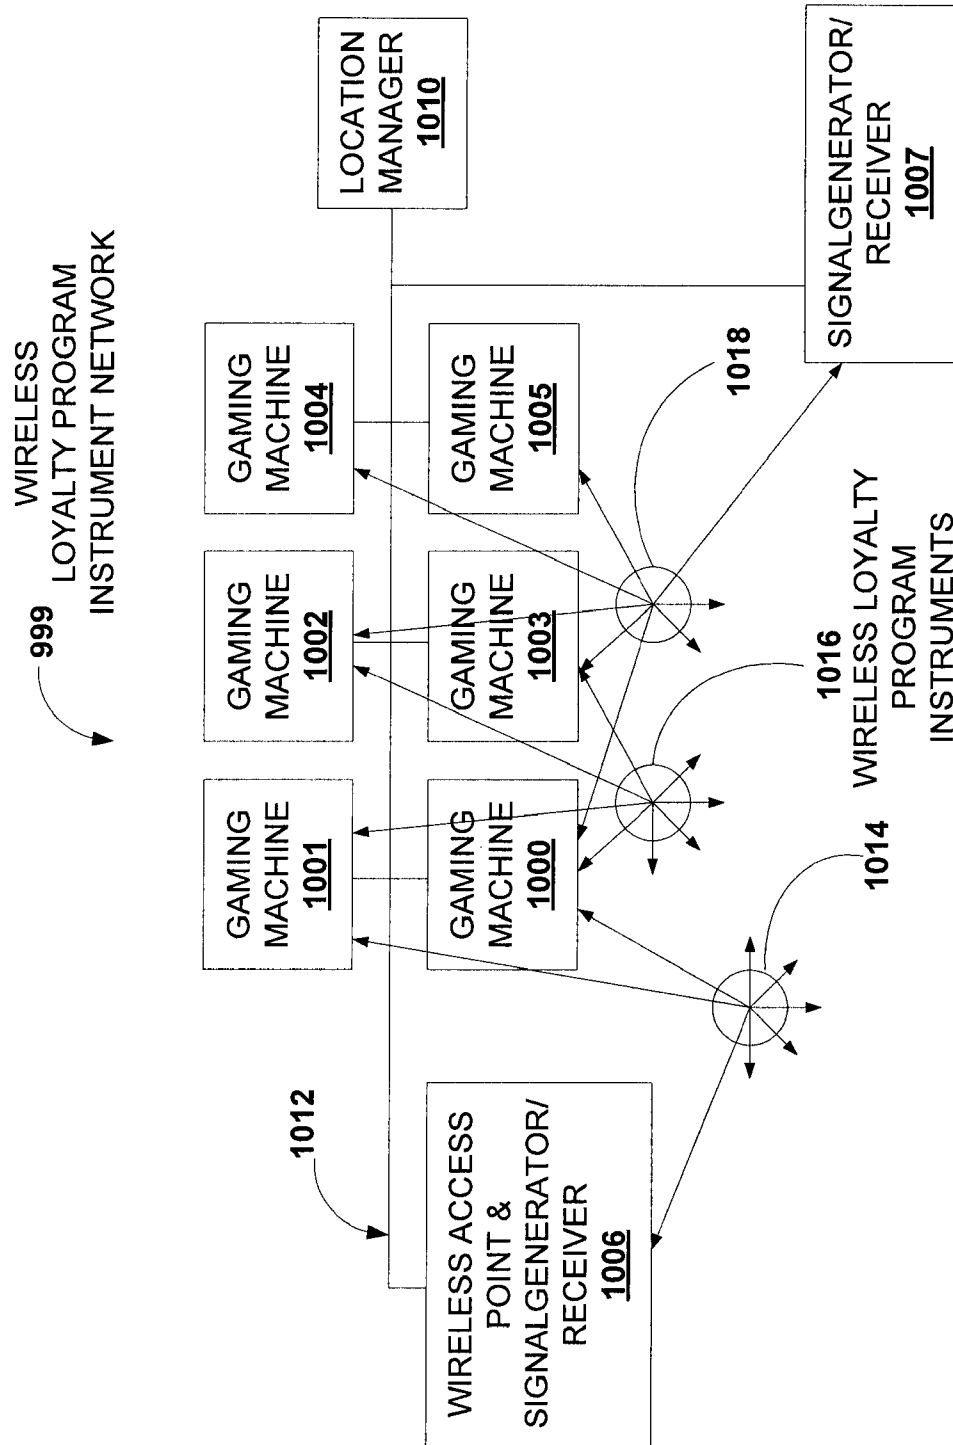 WIRELESS
LOYALTY PROGRAM
INSTRUMENT NETWORK
999
GAMING
MACHINE
1001
GAMING
MACHINE
1002
GAMING
MACHINE
1004
LOCATION
MANAGER
1010
1012
WIRELESS ACCESS
POINT &
SIGNALGENERATOR/
RECEIVER
1006
GAMING
MACHINE
1000
GAMING
MACHINE
1003
GAMING
MACHINE
1005
1018
1016
1014
WIRELESS LOYALTY
PROGRAM
INSTRUMENTS
SIGNALGENERATOR/
RECEIVER
1007